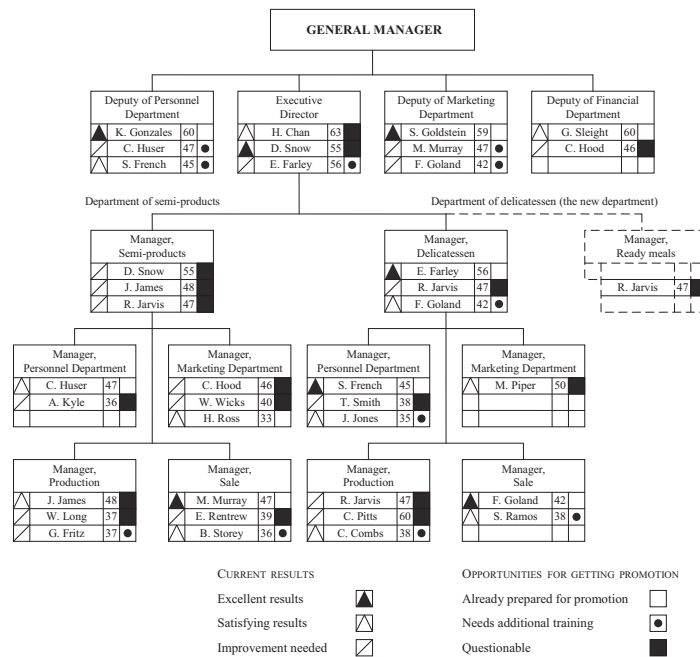 GENERAL MANAGER
Deputy of Personnel
Department
K. Gonzales 60
C. Huser 47
S. French 45
Executive
Director
H. Chan 63
D. Snow 55
E. Farley 56
Deputy of Marketing
Department
S. Goldstein 59
M. Murray 47
F. Goland 42
Deputy of Financial
Department
G. Sleight 60
C. Hood 46
Department of semi-products
Department of delicatessen (the new department)
Manager,
Semi-products
D. Snow 55
J. James 48
R. Jarvis 47
Manager,
Delicatessen
E. Farley 56
R. Jarvis 47
F. Goland 42
Manager,
Ready meals
R. Jarvis 47
Manager,
Personnel Department
C. Huser 47
A. Kyle 36
Manager,
Marketing Department
C. Hood 46
W. Wicks 40
H. Ross 33
Manager,
Personnel Department
S. French 45
T. Smith 38
J. Jones 35
Manager,
Marketing Department
M. Piper 50
Manager,
Production
J. James 48
W. Long 37
G. Fritz 37
Manager,
Sale
M. Murray 47
E. Rentrew 39
B. Storey 36
Manager,
Production
R. Jarvis 47
C. Pitts 60
C. Combs 38
Manager,
Sale
F. Goland 42
S. Ramos 38
CURRENT RESULTS
Excellent results
Satisfying results
Improvement needed
OPPORTUNITIES FOR GETTING PROMOTION
Already prepared for promotion
Needs additional training
Questionable